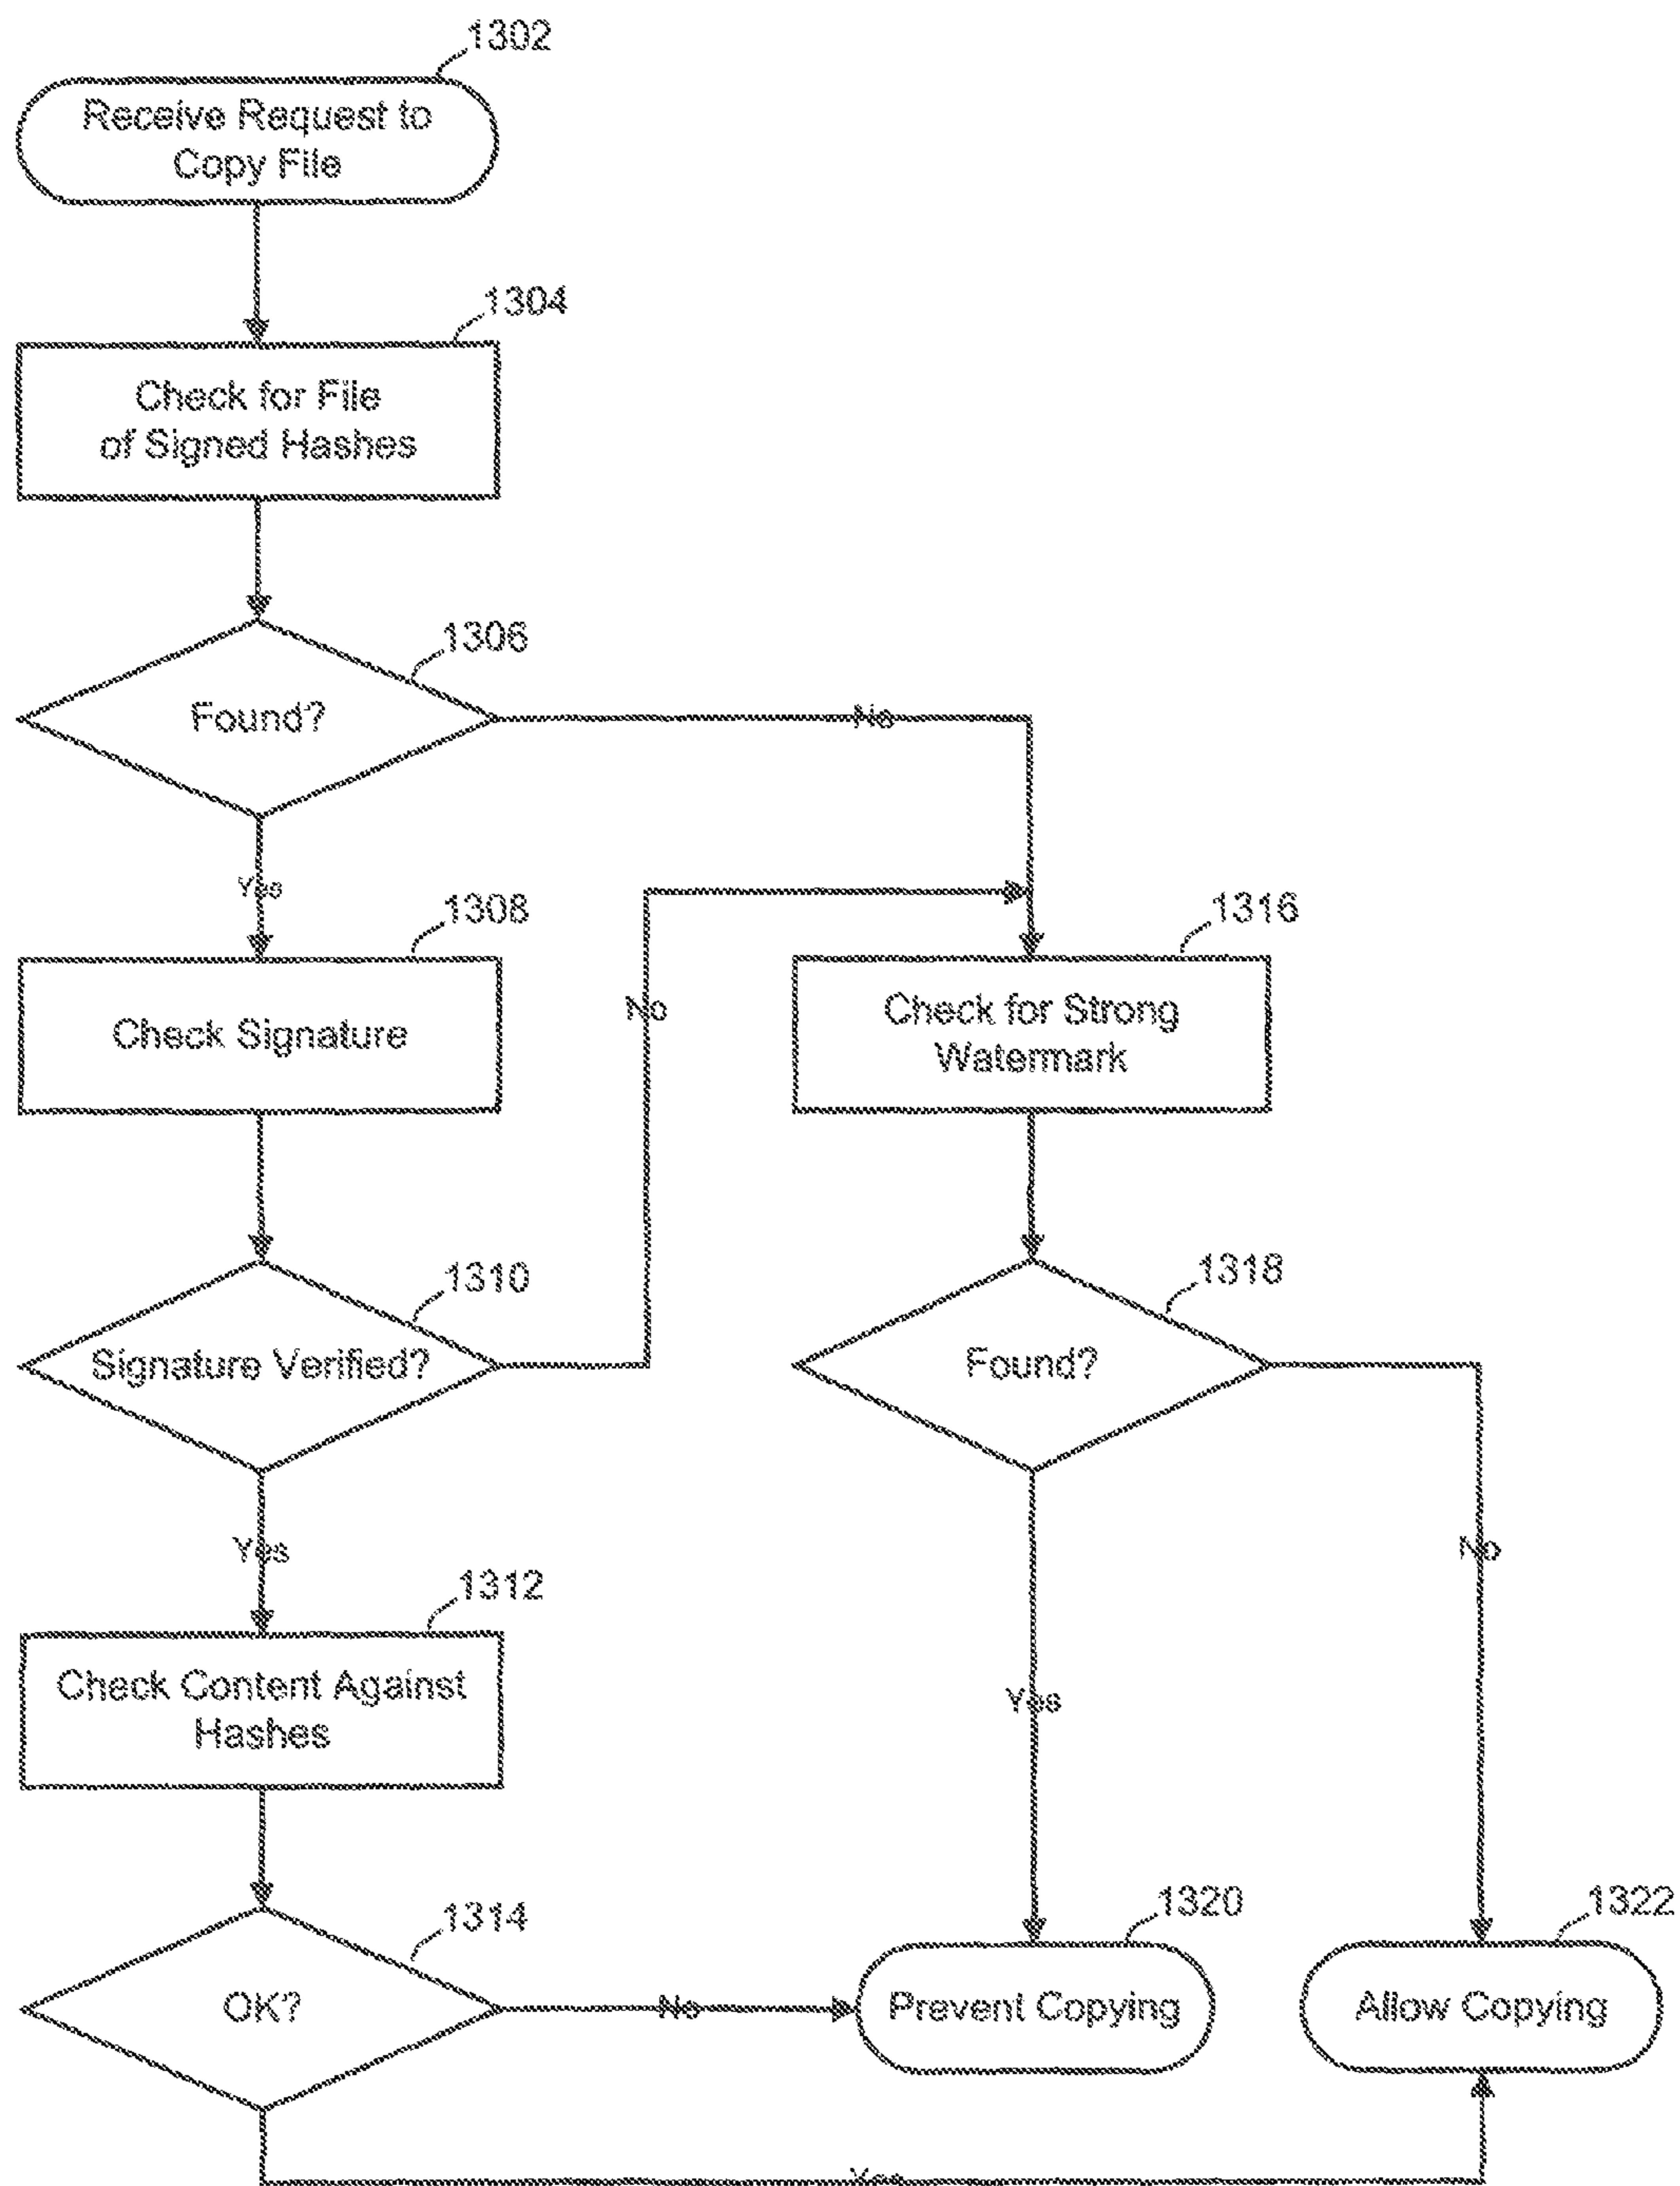 1302
Receive Request to
Copy File
1304
Check for File
of Signed Hashes
1306
Found?
No
Yes
1308
Check Signature
1316
Check for Strong
Watermark
No
1310
Signature Verified?
1318
Found?
Yes
No
1312
Check Content Against
Hashes
Yes
1314
OK?
No
1320
Prevent Copying
1322
Allow Copying
Yes